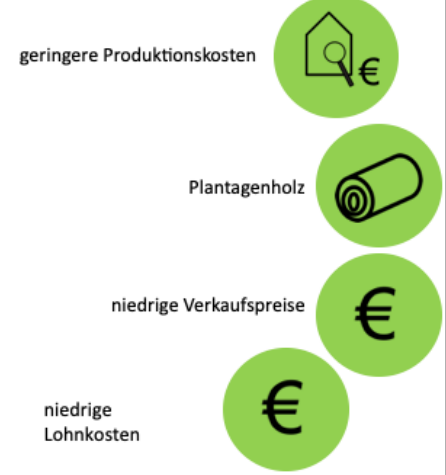 geringere Produktionskosten
€
Plantagenholz
niedrige Verkaufspreise
€
€
niedrige
Lohnkosten